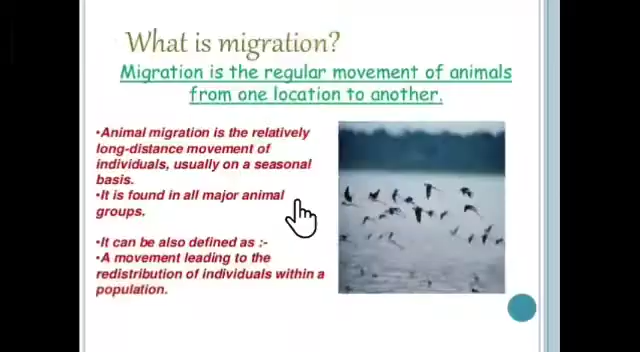 What is migration?
Migration is the regular movement of animals
from one location to another.
•Animal migration is the relatively
long-distance movement of
individuals, usually on a seasonal
basis.
•It is found in all major animal
groups.
•It can be also defined as :-
•A movement leading to the
redistribution of individuals within a
population.